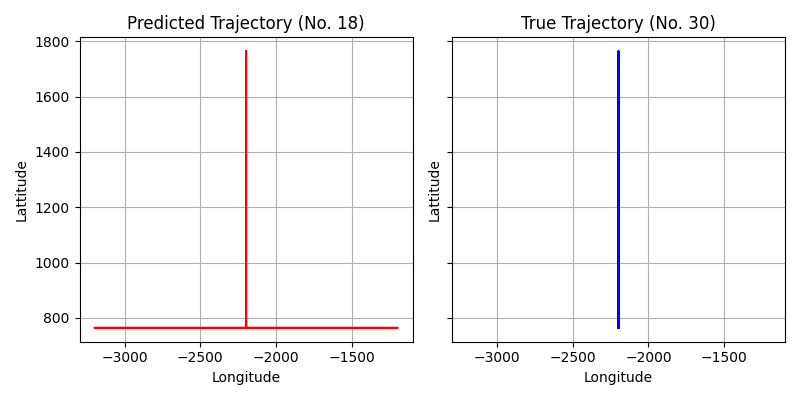 Predicted Trajectory (No. 18)
True Trajectory (No. 30)
1800
1600
1400
1200
1000
800
Lattitude
Lattitude
−3000 −2500 −2000 −1500
−3000 −2500 −2000 −1500
Longitude
Longitude